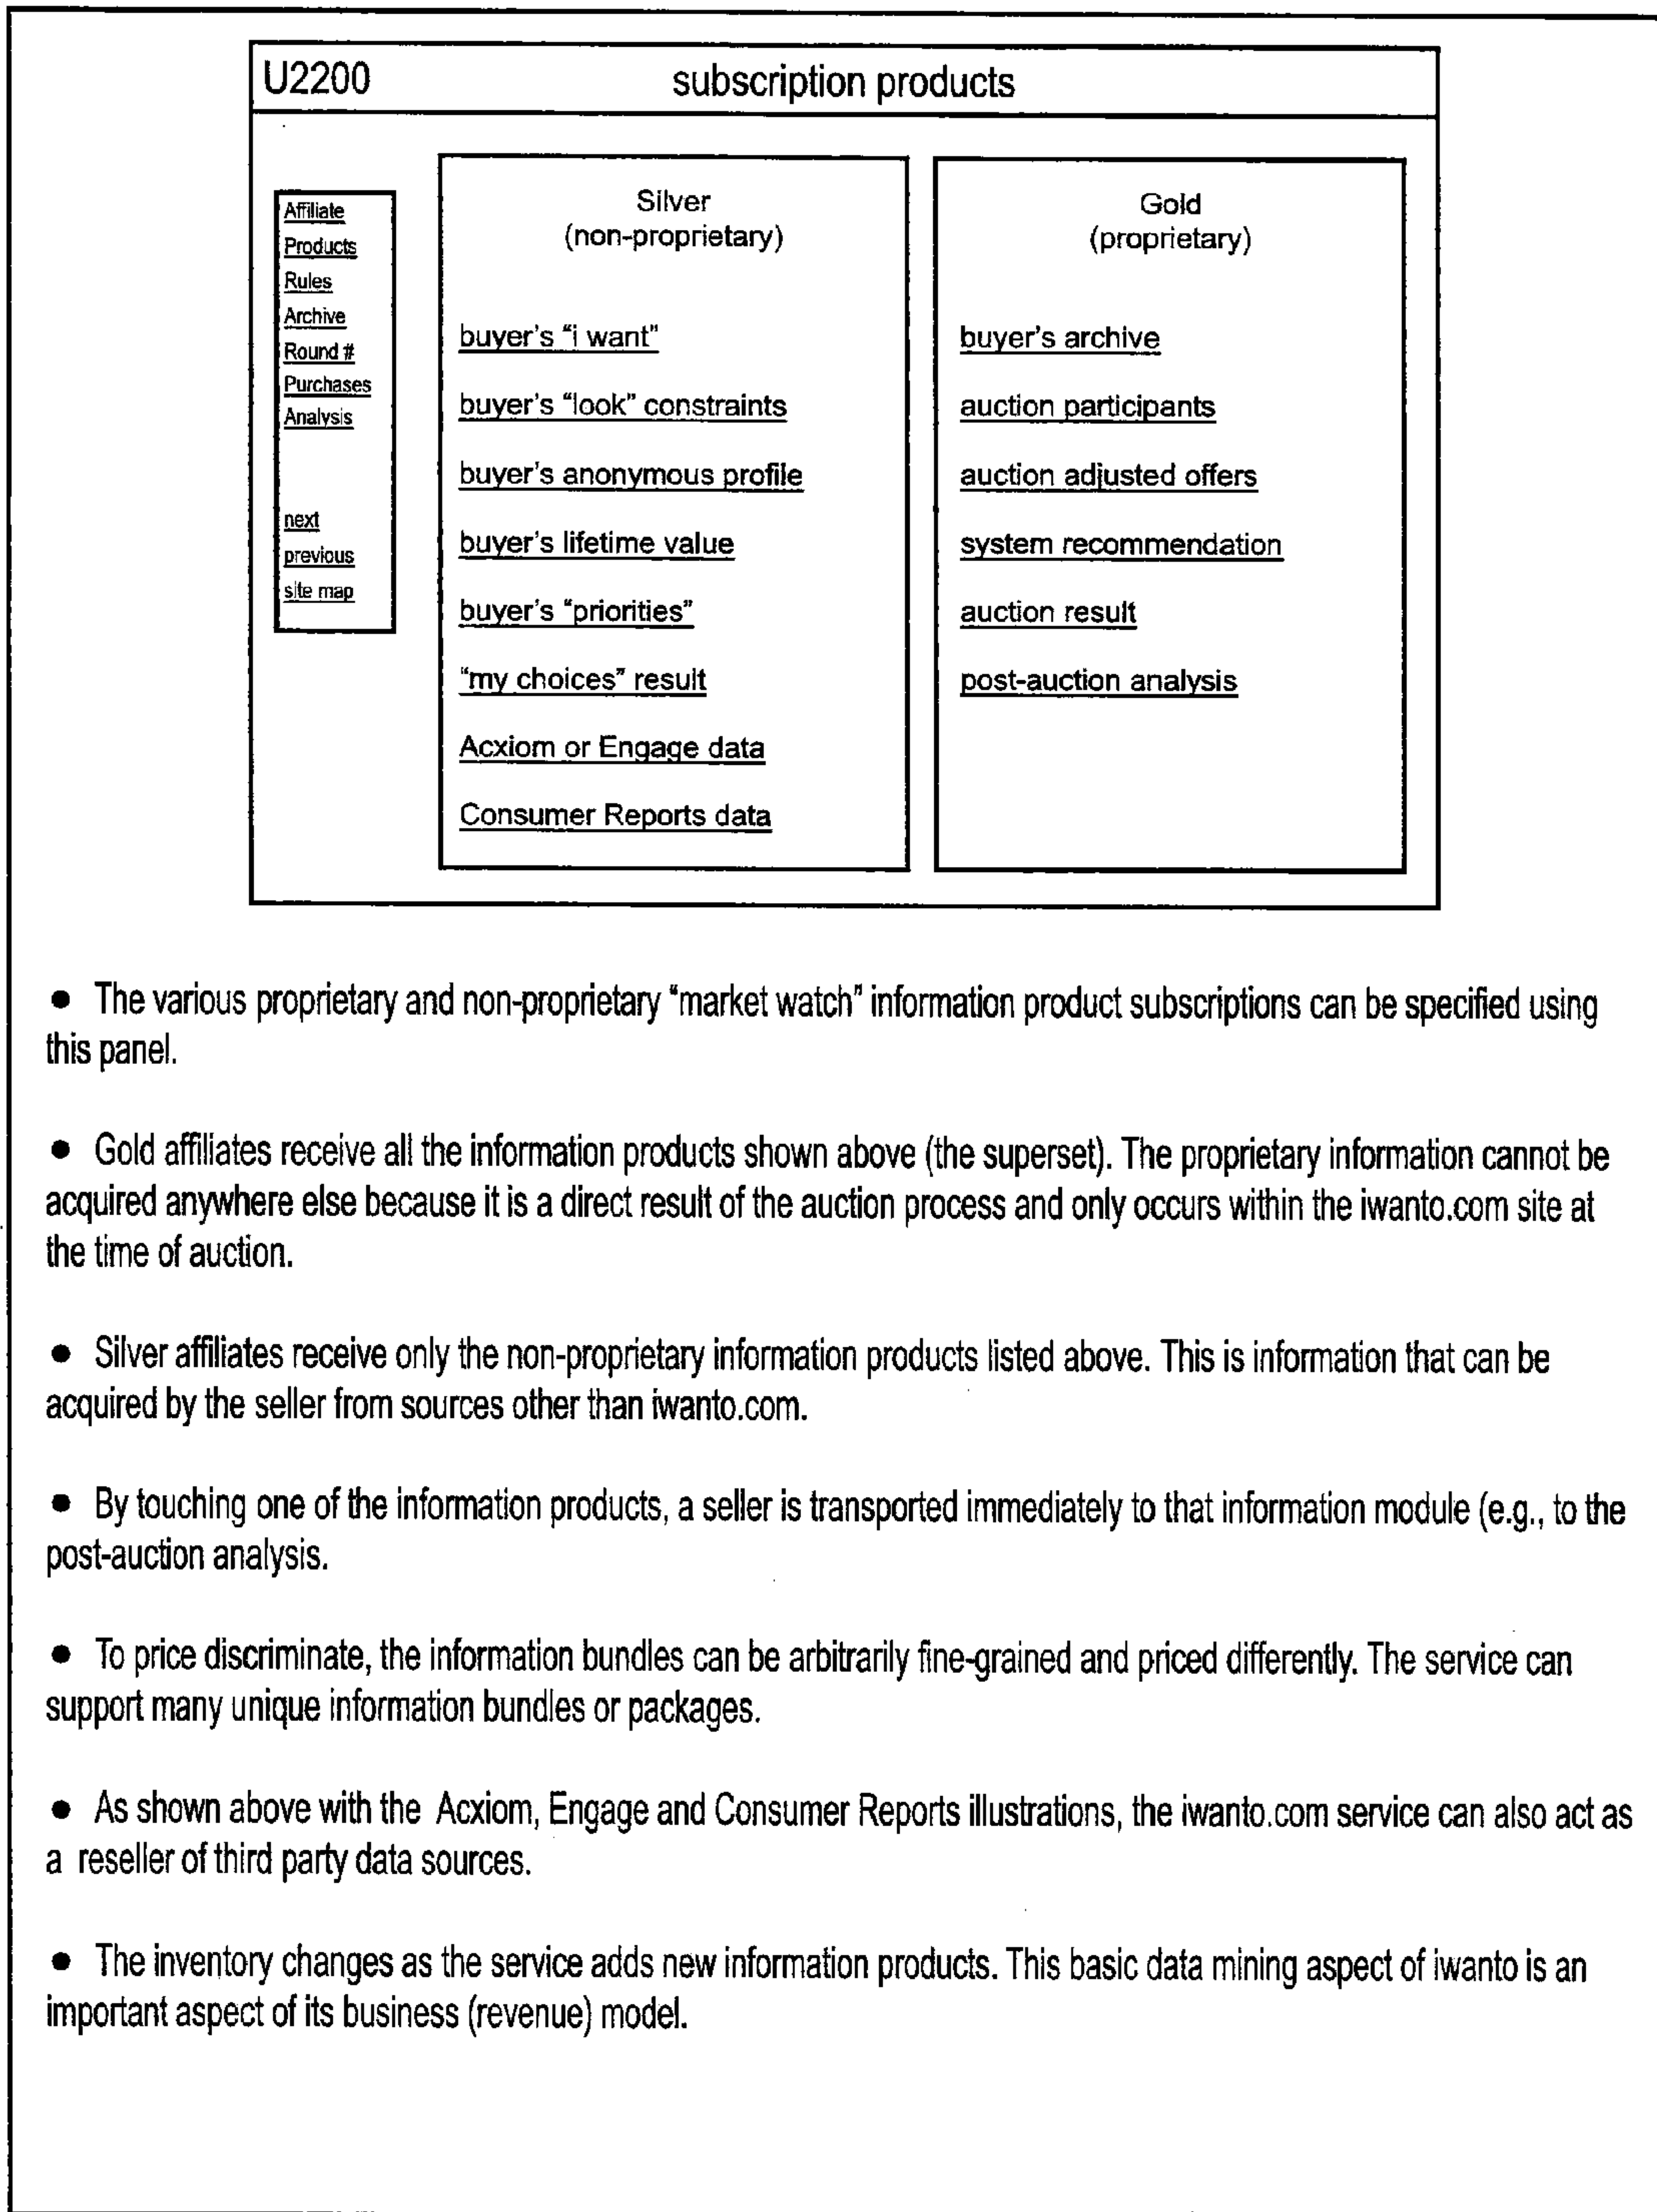 U2200 subscription products
Affiliate
Products
Rules
Archive
Round #
Purchases
Analysis
next
previous
site map
Silver
(non-proprietary)
buyer's “i want”
buyer's “look” constraints
buyer's anonymous profile
buyer's lifetime value
buyer's “priorities”
“my choices” result
Acxiom or Engage data
Consumer Reports data
Gold
(proprietary)
buyer's archive
auction participants
auction adjusted offers
system recommendation
auction result
post-auction analysis
● The various proprietary and non-proprietary “market watch” information product subscriptions can be specified using
this panel.
● Gold affiliates receive all the information products shown above (the superset). The proprietary information cannot be
acquired anywhere else because it is a direct result of the auction process and only occurs within the iwanto.com site at
the time of auction.
● Silver affiliates receive only the non-proprietary information products listed above. This is information that can be
acquired by the seller from sources other than iwanto.com.
● By touching one of the information products, a seller is transported immediately to that information module (e.g., to the
post-auction analysis.
● To price discriminate, the information bundles can be arbitrarily fine-grained and priced differently. The service can
support many unique information bundles or packages.
● As shown above with the Acxiom, Engage and Consumer Reports illustrations, the iwanto.com service can also act as
a reseller of third party data sources.
● The inventory changes as the service adds new information products. This basic data mining aspect of iwanto is an
important aspect of its business (revenue) model.